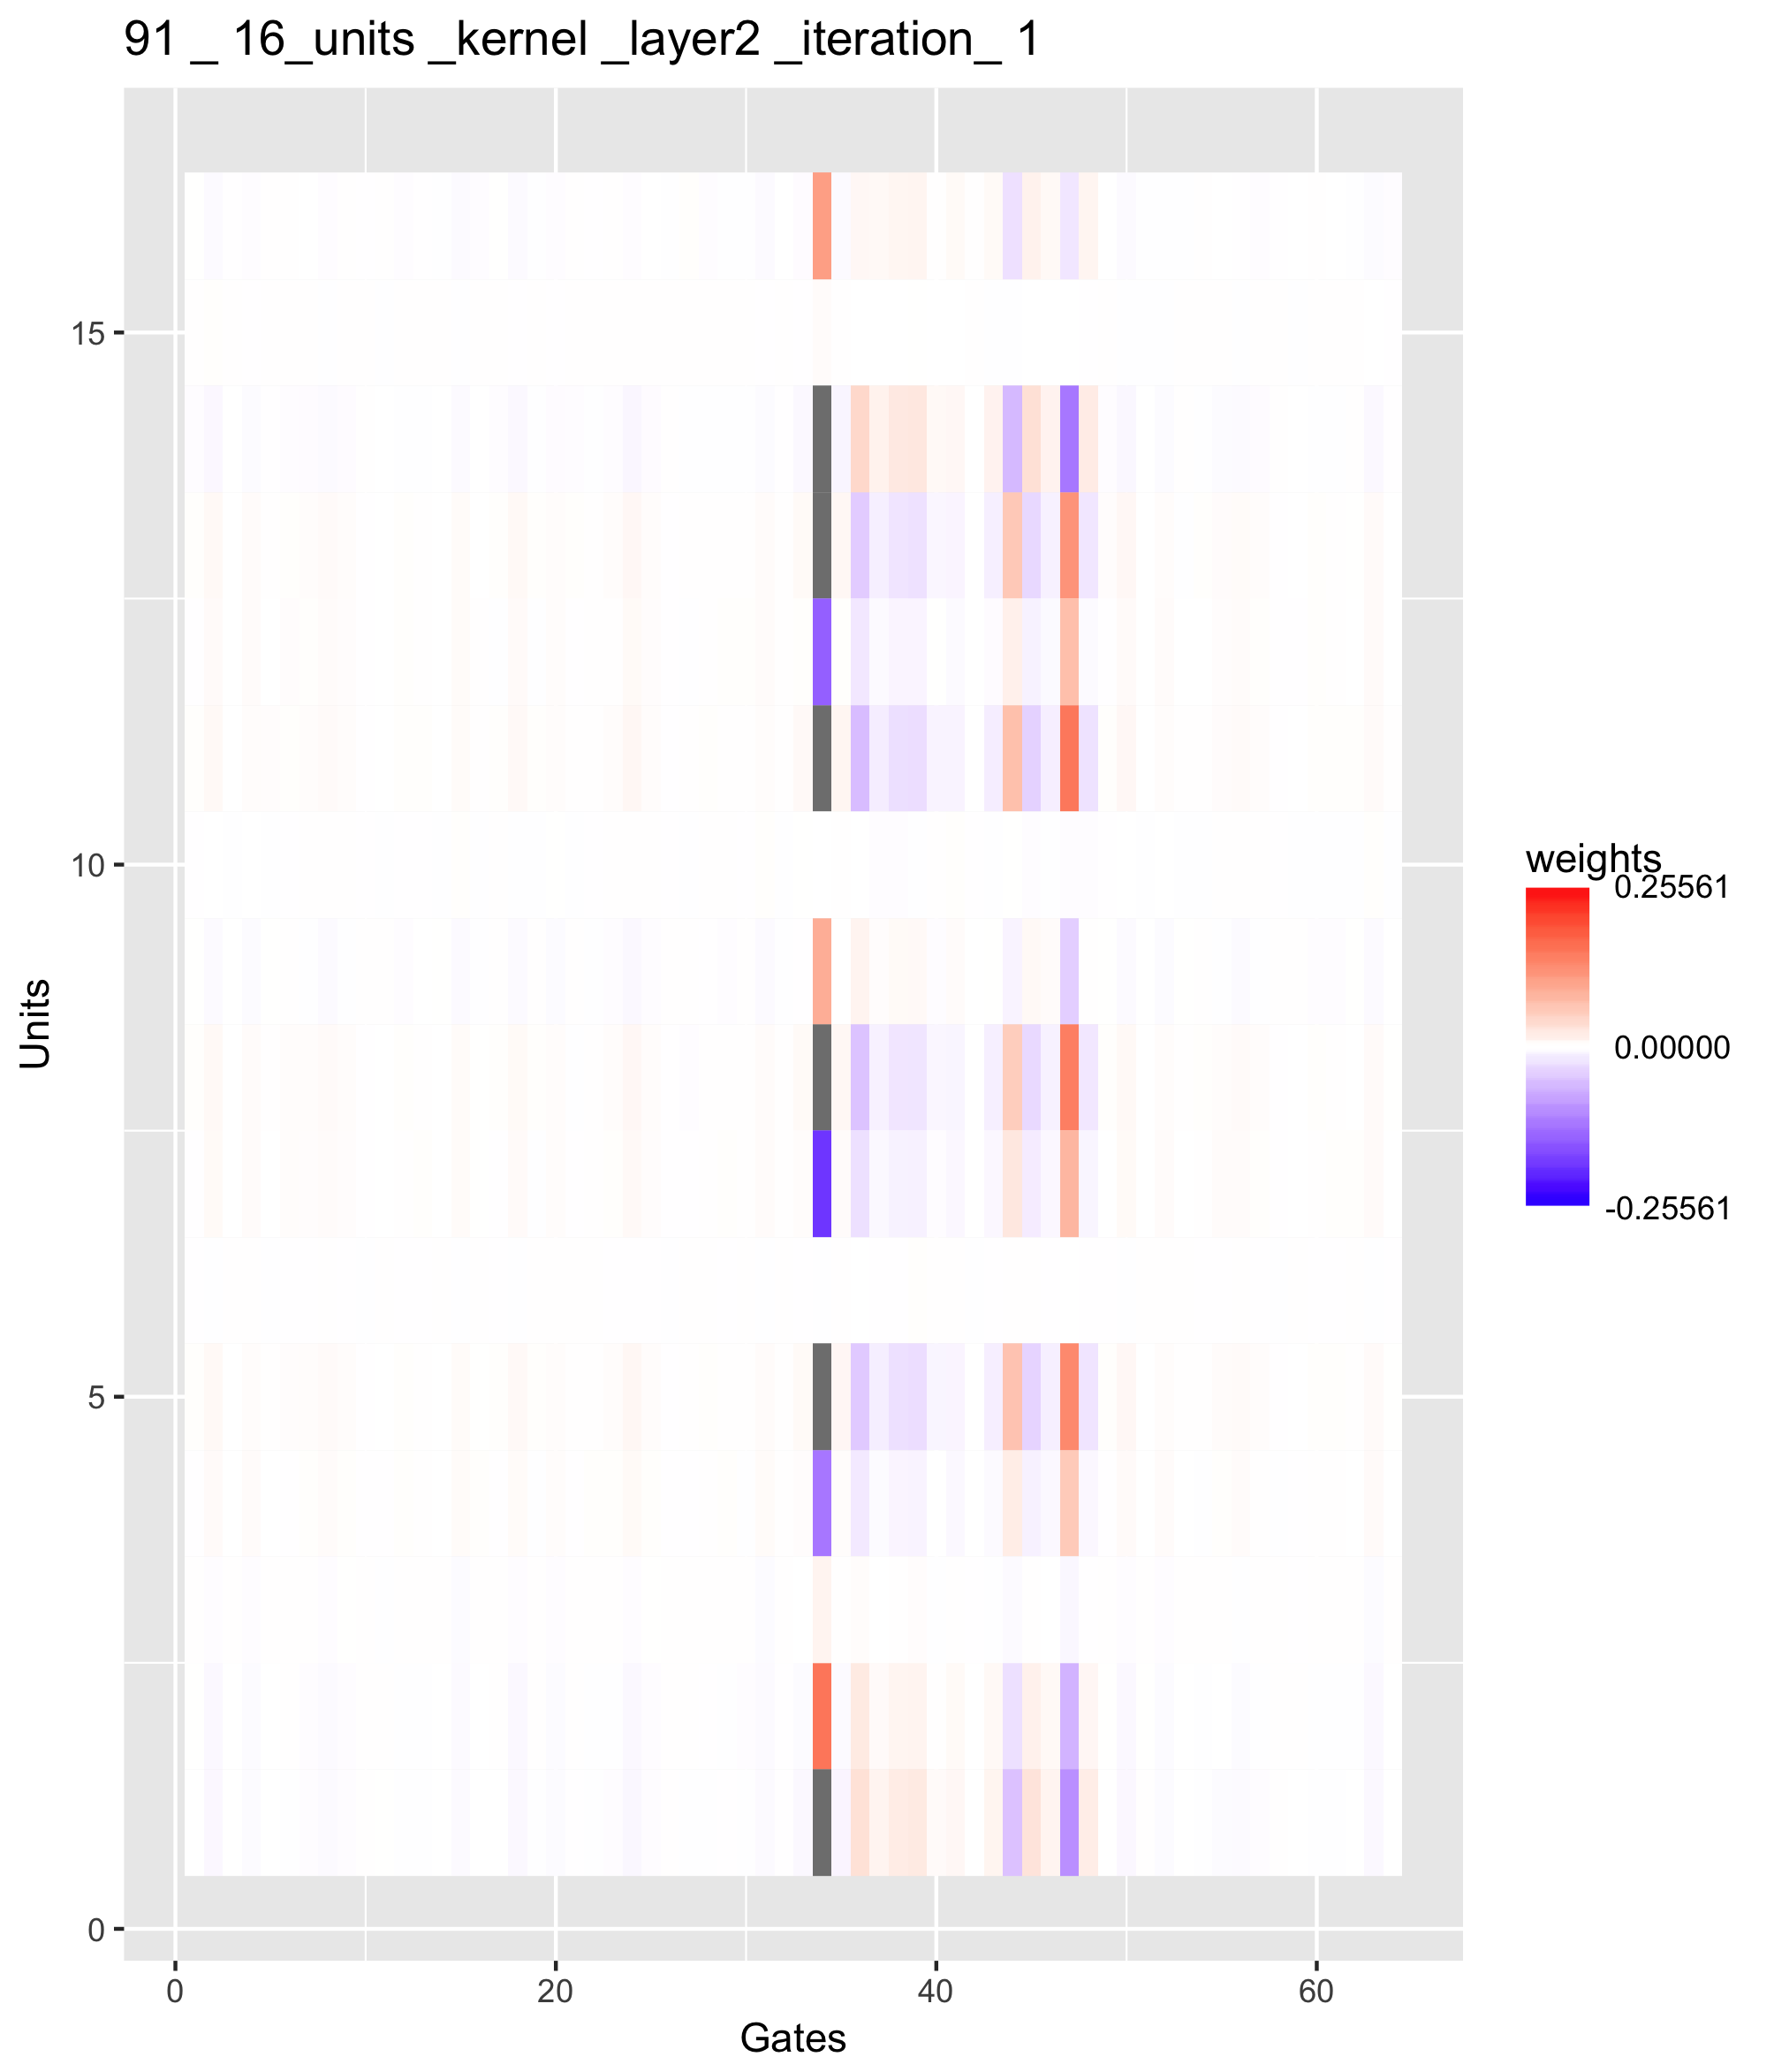 91 _ 16_units _kernel _layer2 _iteration_ 1
15
10
5
0
Units
0 20 40 60
Gates
weights
0.25561
0.00000
-0.25561